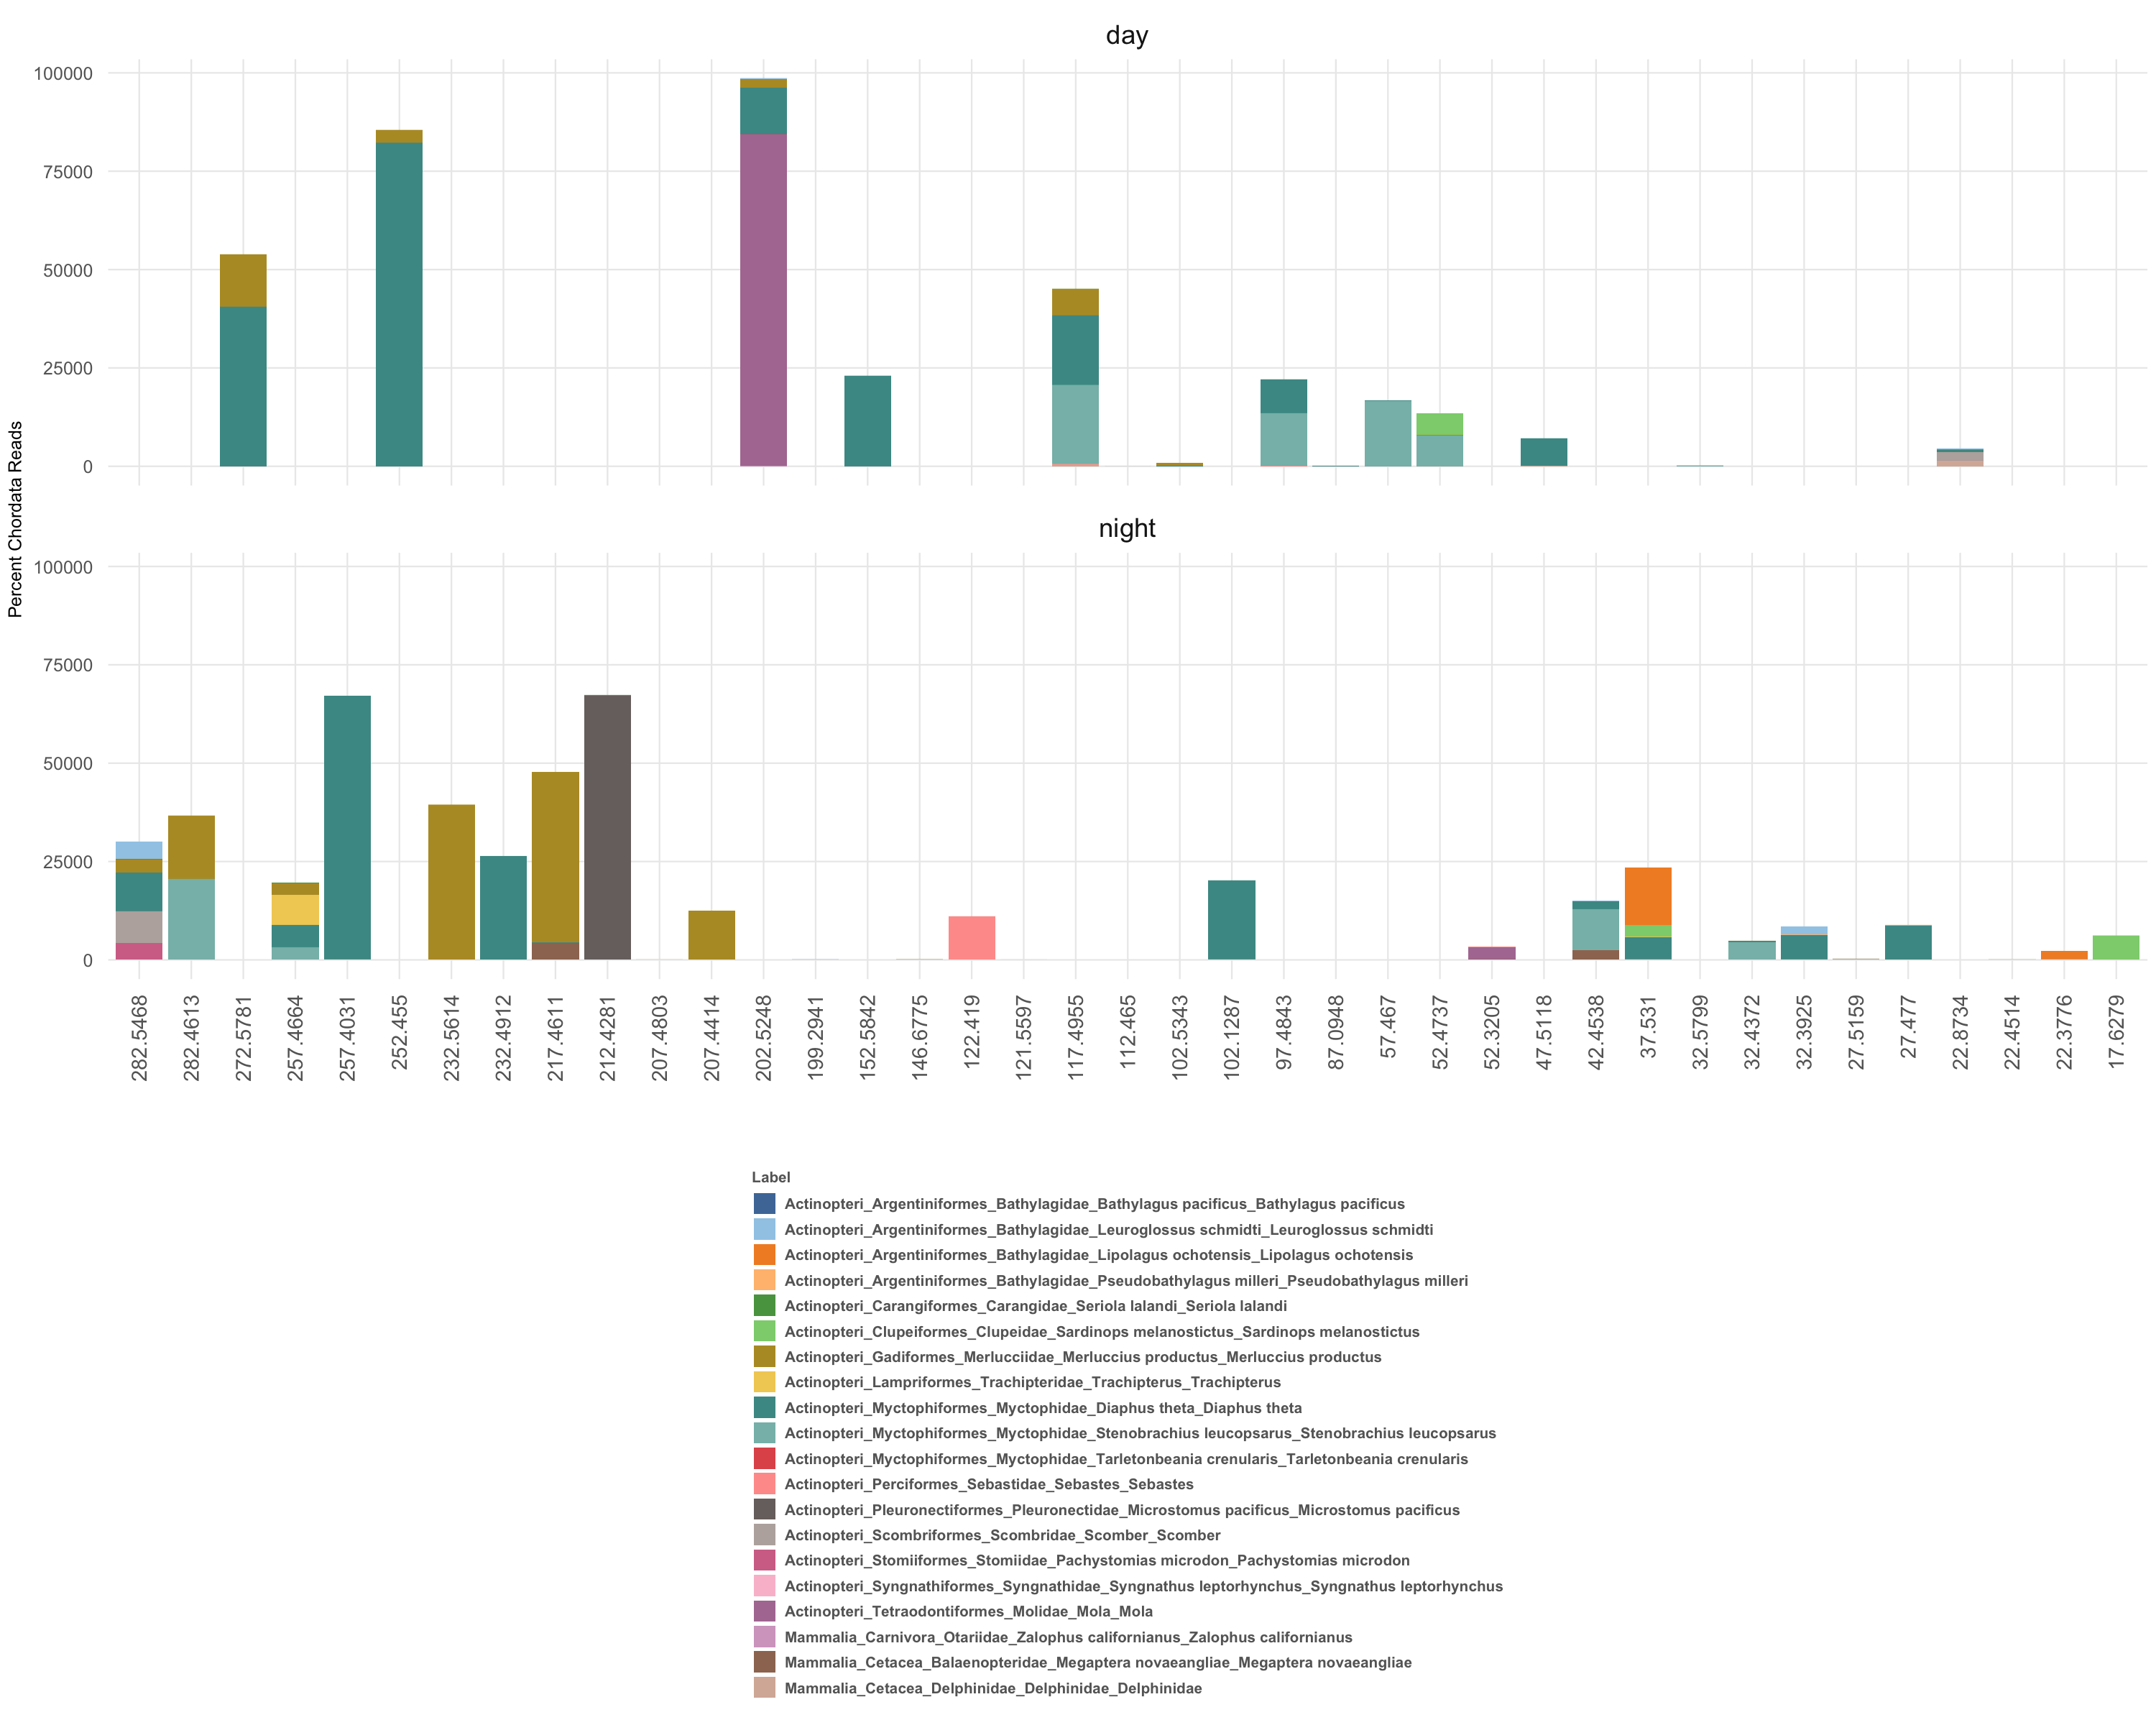 day
100000
75000
50000
25000
0
Percent Chordata Reads
night
100000
75000
50000
25000
0
282.5468
282.4613
272.5781
257.4664
257.4031
252.455
232.5614
232.4912
217.4611
212.4281
207.4803
207.4414
202.5248
199.2941
152.5842
146.6775
122.419
121.5597
117.4955
112.465
102.5343
102.1287
97.4843
87.0948
57.467
52.4737
52.3205
47.5118
42.4538
37.531
32.5799
32.4372
32.3925
27.5159
27.477
22.8734
22.4514
22.3776
17.6279
Label
Actinopteri_Argentiniformes_Bathylagidae_Bathylagus pacificus_Bathylagus pacificus
Actinopteri_Argentiniformes_Bathylagidae_Leuroglossus schmidti_Leuroglossus schmidti
Actinopteri_Argentiniformes_Bathylagidae_Lipolagus ochotensis_Lipolagus ochotensis
Actinopteri_Argentiniformes_Bathylagidae_Pseudobathylagus milleri_Pseudobathylagus milleri
Actinopteri_Carangiformes_Carangidae_Seriola lalandi_Seriola lalandi
Actinopteri_Clupeiformes_Clupeidae_Sardinops melanostictus_Sardinops melanostictus
Actinopteri_Gadiformes_Merlucciidae_Merluccius productus_Merluccius productus
Actinopteri_Lampriformes_Trachipteridae_Trachipterus_Trachipterus
Actinopteri_Myctophiformes_Myctophidae_Diaphus theta_Diaphus theta
Actinopteri_Myctophiformes_Myctophidae_Stenobrachius leucopsarus_Stenobrachius leucopsarus
Actinopteri_Myctophiformes_Myctophidae_Tarletonbeania crenularis_Tarletonbeania crenularis
Actinopteri_Perciformes_Sebastidae_Sebastes_Sebastes
Actinopteri_Pleuronectiformes_Pleuronectidae_Microstomus pacificus_Microstomus pacificus
Actinopteri_Scombriformes_Scombridae_Scomber_Scomber
Actinopteri_Stomiiformes_Stomiidae_Pachystomias microdon_Pachystomias microdon
Actinopteri_Syngnathiformes_Syngnathidae_Syngnathus leptorhynchus_Syngnathus leptorhynchus
Actinopteri_Tetraodontiformes_Molidae_Mola_Mola
Mammalia_Carnivora_Otariidae_Zalophus californianus_Zalophus californianus
Mammalia_Cetacea_Balaenopteridae_Megaptera novaeangliae_Megaptera novaeangliae
Mammalia_Cetacea_Delphinidae_Delphinidae_Delphinidae